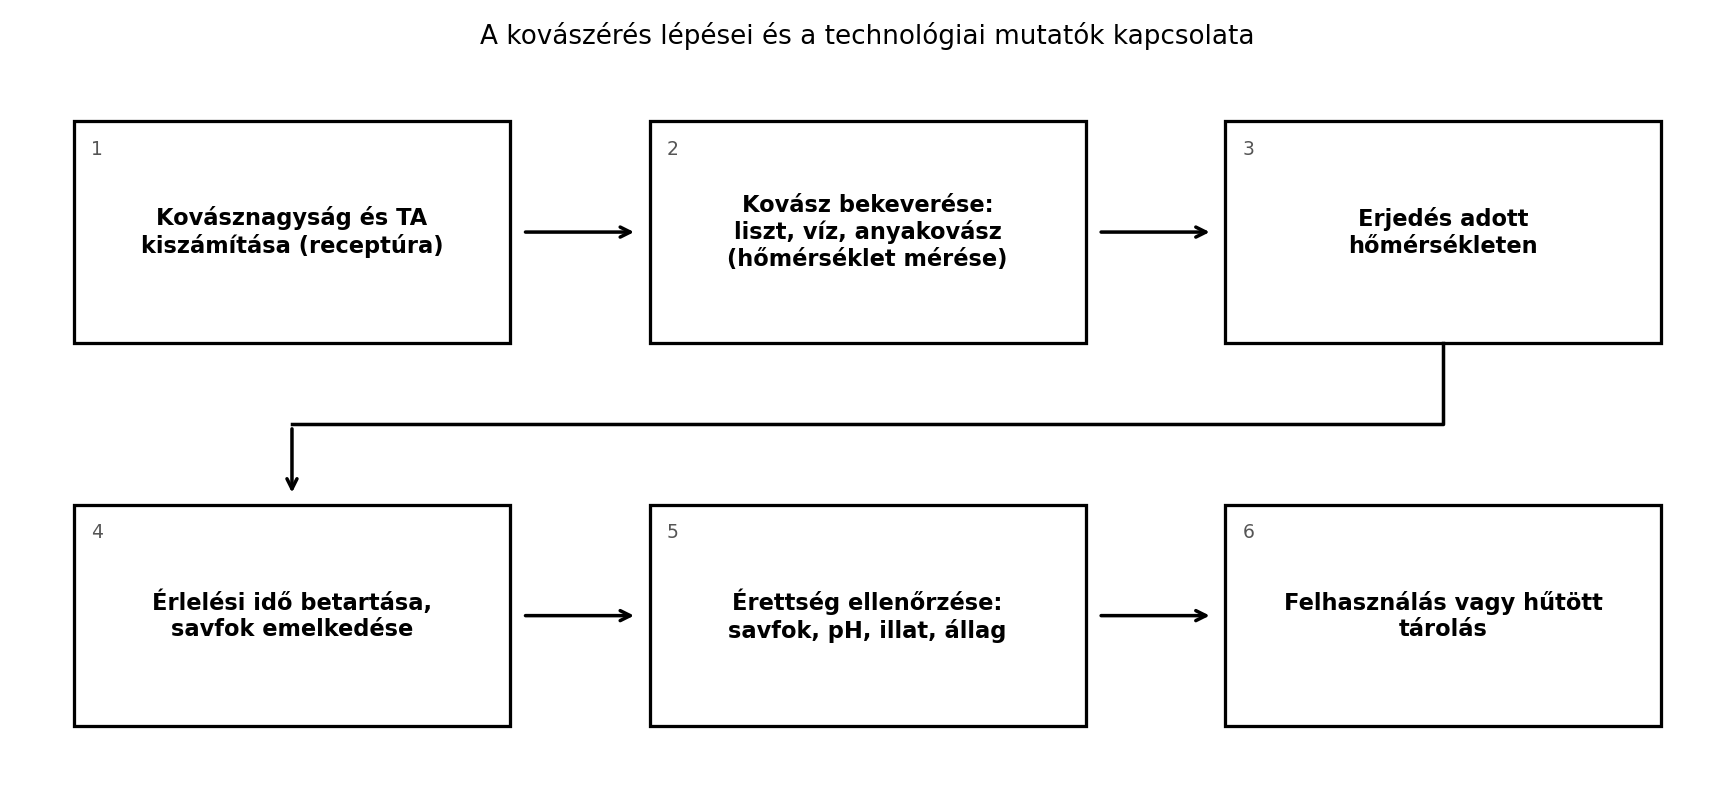 A kovászérés lépései és a technológiai mutatók kapcsolata
1
Kovásznagyság és TA
kiszámítása (receptúra)
2
Kovász bekeverése:
liszt, víz, anyakovász
(hőmérséklet mérése)
3
Erjedés adott
hőmérsékleten
4
Érlelési idő betartása,
savfok emelkedése
5
Érettség ellenőrzése:
savfok, pH, illat, állag
6
Felhasználás vagy hűtött
tárolás